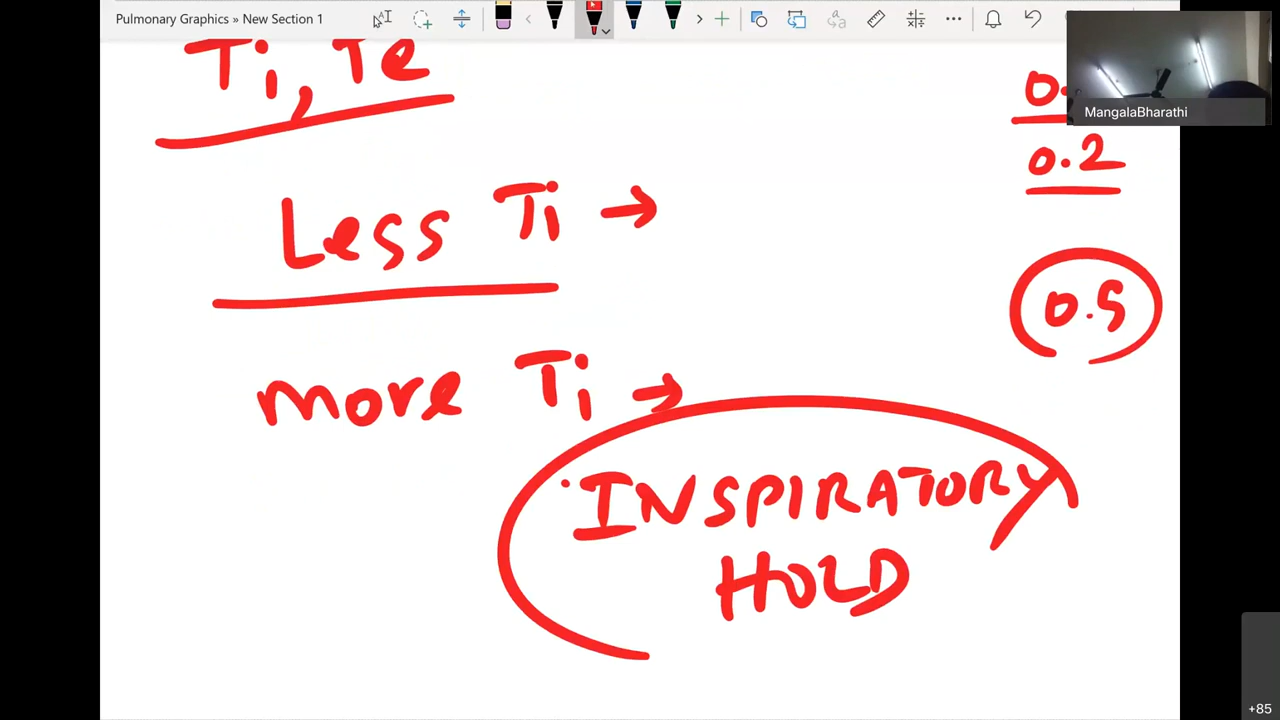 Pulmonary Graphics » New Section 1
MangalaBharathi
Ti, Te
0.
0.2
Less Ti →
0.5
more Ti →
INSPIRATORY
HOLD
+85